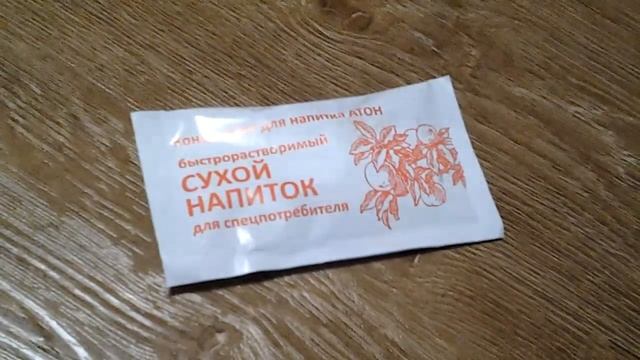 для напитка АТОН
быстрорастворимый
СУХОЙ
НАПИТОК
для спецпотребителя